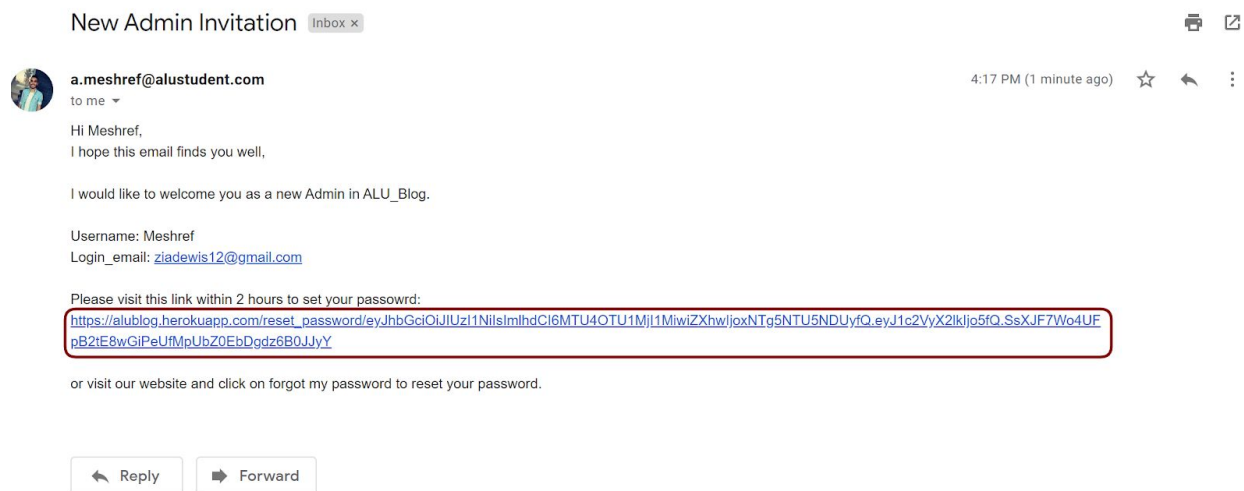 New Admin Invitation Inbox x
a.meshref@alustudent.com 4:17 PM (1 minute ago)
to me
Hi Meshref,
I hope this email finds you well,
I would like to welcome you as a new Admin in ALU_Blog.
Username: Meshref
Login_email: ziadewis12@gmail.com
Please visit this link within 2 hours to set your passowrd:
https://alublog.herokuapp.com/reset_password/eyJhbGciOiJIUzI1NiIsImlhdCI6MTU4OTU1MjI1MiwiZXhwIjoxNTg5NTU5NDUyfQ.eyJ1c2VyX2lkIjo5fQ.SsXJF7Wo4UF
pB2tE8wGiPeUfMpUbZ0EbDgdz6B0JJyY
or visit our website and click on forgot my password to reset your password.
Reply Forward